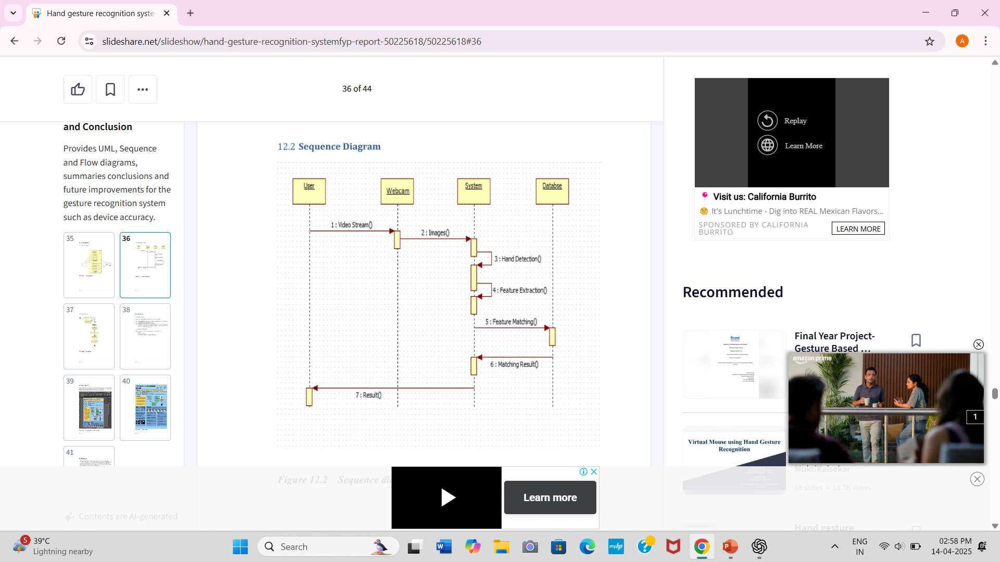 Hand gesture recognition syste
slideshare.net/slideshow/hand-gesture-recognition-systemfyp-report-50225618/50225618#36
A
36 of 44
and Conclusion
Provides UML, Sequence
and Flow diagrams,
summaries conclusions and
future improvements for the
gesture recognition system
such as device accuracy.
35
36
37
38
39
40
41
Contents are AI-generated
12.2 Sequence Diagram
User
Webcam
System
Databse
1 : Video Stream()
2 : Images()
3 : Hand Detection()
4 : Feature Extraction()
5 : Feature Matching()
6 : Matching Result()
7 : Result()
Figure 12.2 Sequence di
Learn more
Replay
Learn More
Visit us: California Burrito
It's Lunchtime - Dig into REAL Mexican Flavors...
SPONSORED BY CALIFORNIA
BURRITO
LEARN MORE
Recommended
Brunel
Final Year Project-
Gesture Based ...
amazon prime
1
Virtual Mouse using Hand Gesture
Recognition
MuktiKalsekar
18 slides • 18.7K views
Hand gesture
5
39°C
Lightning nearby
Search
W
myhp
?
P
ENG
IN
02:58 PM
14-04-2025